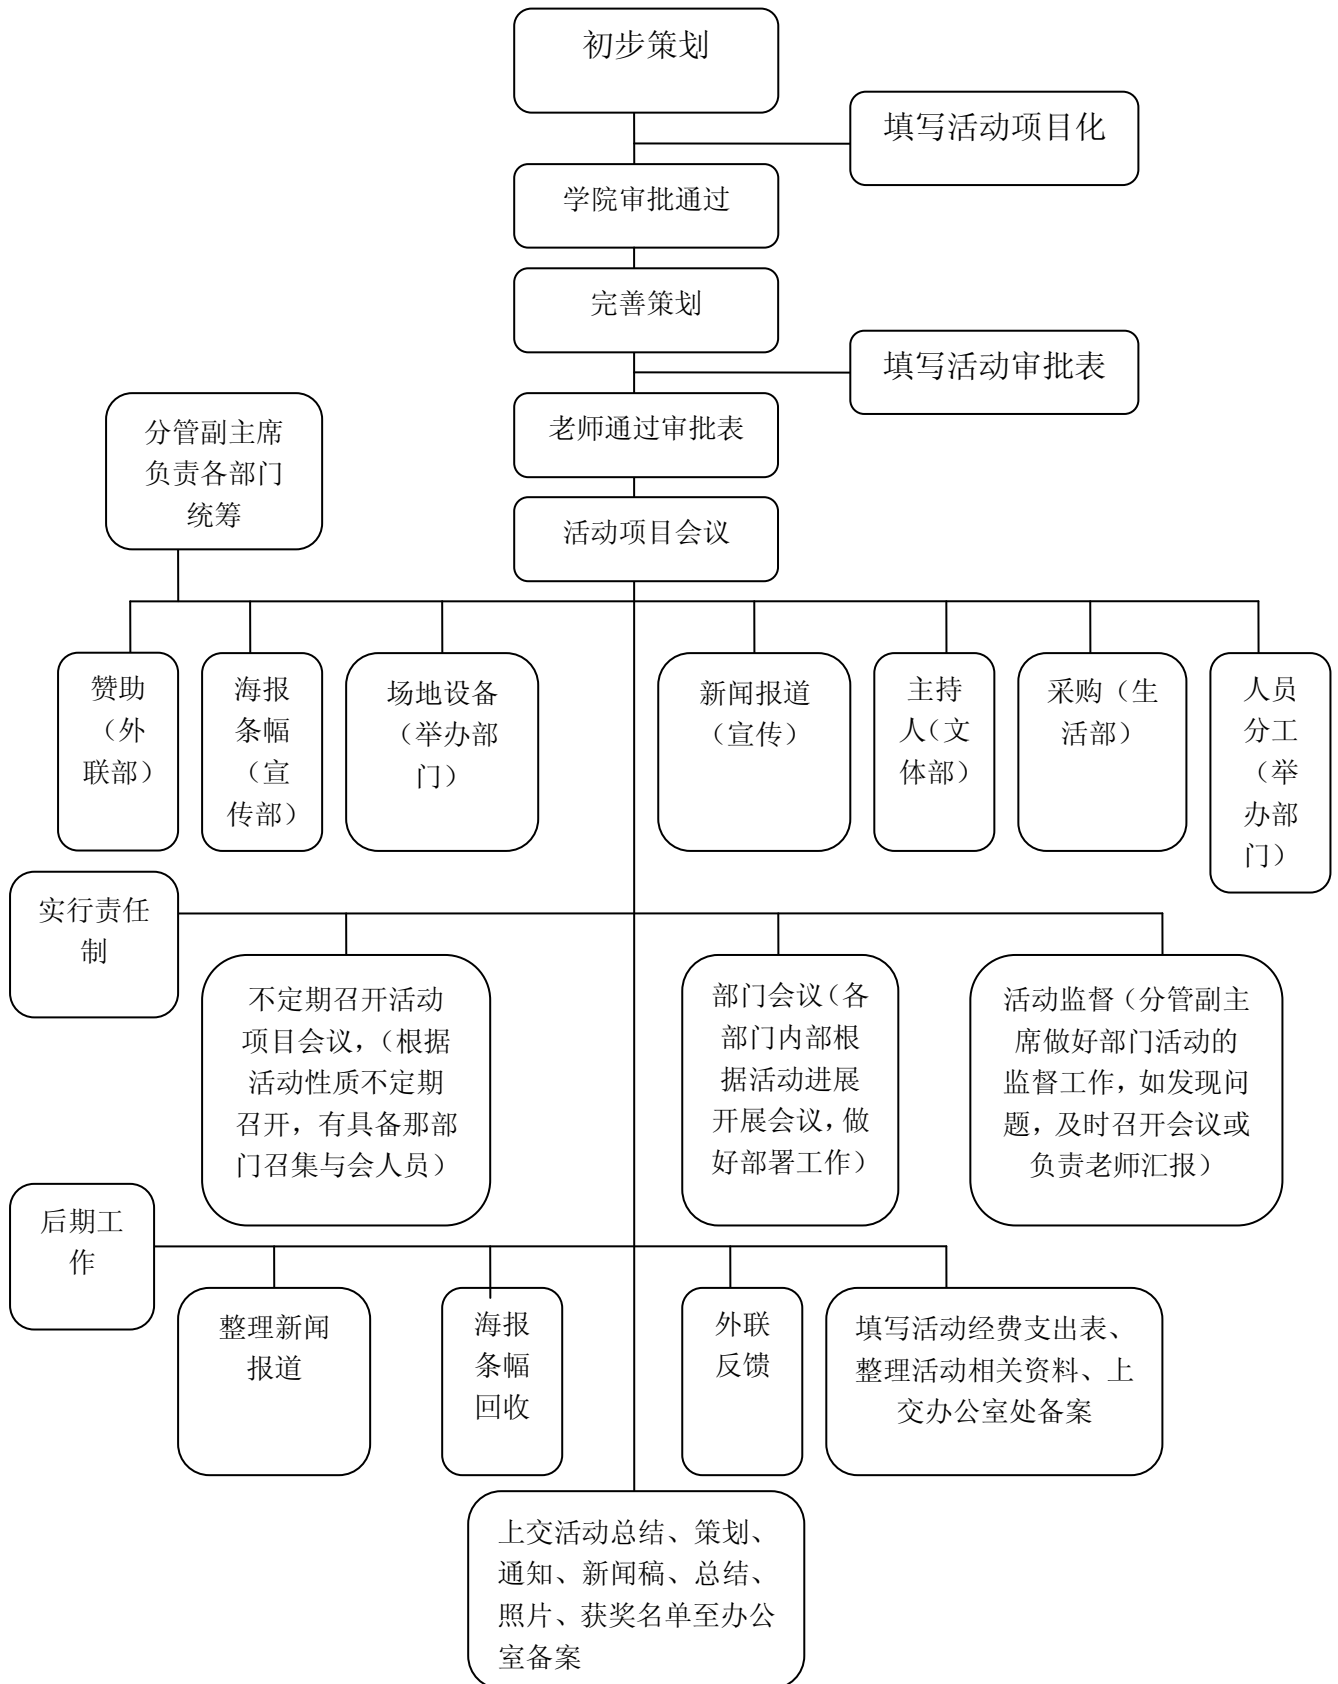 初步策划
填写活动项目化
学院审批通过
完善策划
填写活动审批表
老师通过审批表
分管副主席
负责各部门
统筹
活动项目会议
赞助
（外
联部）
海报
条幅
（宣
传部）
场地设备
（举办部
门）
新闻报道
（宣传）
主持
人（文
体部）
采购（生
活部）
人员
分工
（举
办部
门）
实行责任
制
不定期召开活动
项目会议，（根据
活动性质不定期
召开，有具备那部
门召集与会人员）
部门会议（各
部门内部根
据活动进展
开展会议，做
好部署工作）
活动监督（分管副主
席做好部门活动的
监督工作，如发现问
题，及时召开会议或
负责老师汇报）
后期工
作
整理新闻
报道
海报
条幅
回收
外联
反馈
填写活动经费支出表、
整理活动相关资料、上
交办公室处备案
上交活动总结、策划、
通知、新闻稿、总结、
照片、获奖名单至办公
室备案